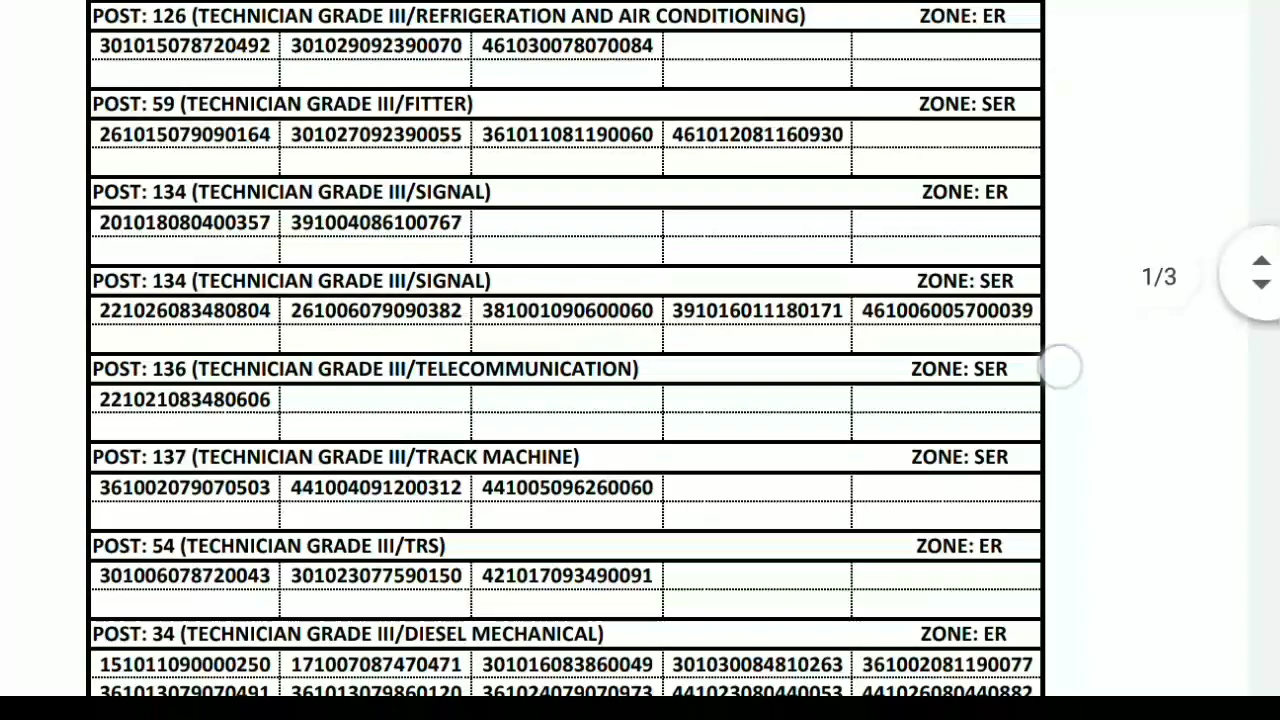 POST: 126 (TECHNICIAN GRADE III/REFRIGERATION AND AIR CONDITIONING) ZONE: ER
301015078720492 301029092390070 461030078070084
POST: 59 (TECHNICIAN GRADE III/FITTER) ZONE: SER
261015079090164 301027092390055 361011081190060 461012081160930
POST: 134 (TECHNICIAN GRADE III/SIGNAL) ZONE: ER
201018080400357 391004086100767
POST: 134 (TECHNICIAN GRADE III/SIGNAL) ZONE: SER
1/3
221026083480804 261006079090382 381001090600060 391016011180171 461006005700039
POST: 136 (TECHNICIAN GRADE III/TELECOMMUNICATION) ZONE: SER
221021083480606
POST: 137 (TECHNICIAN GRADE III/TRACK MACHINE) ZONE: SER
361002079070503 441004091200312 441005096260060
POST: 54 (TECHNICIAN GRADE III/TRS) ZONE: ER
301006078720043 301023077590150 421017093490091
POST: 34 (TECHNICIAN GRADE III/DIESEL MECHANICAL) ZONE: ER
151011090000250 171007087470471 301016083860049 301030084810263 361002081190077
361013079070491 361013079860120 361024079070973 441023080440053 441026080440882